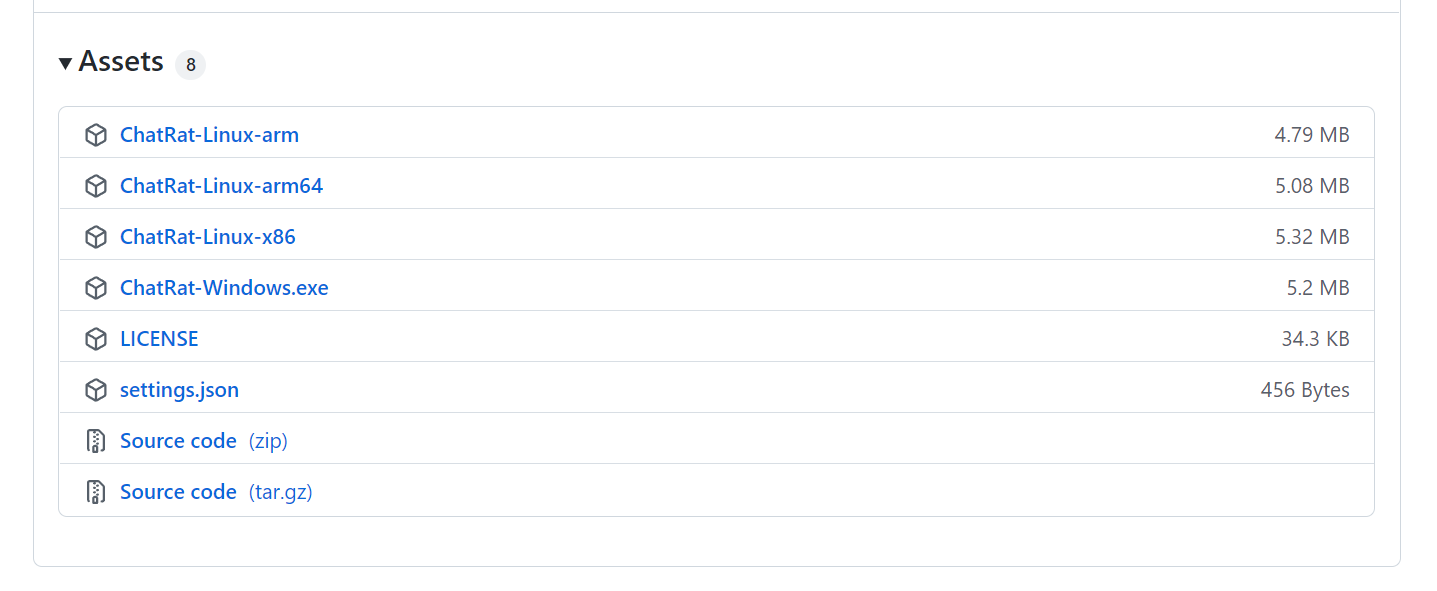 Assets 8
ChatRat-Linux-arm 4.79 MB
ChatRat-Linux-arm64 5.08 MB
ChatRat-Linux-x86 5.32 MB
ChatRat-Windows.exe 5.2 MB
LICENSE 34.3 KB
settings.json 456 Bytes
Source code (zip)
Source code (tar.gz)